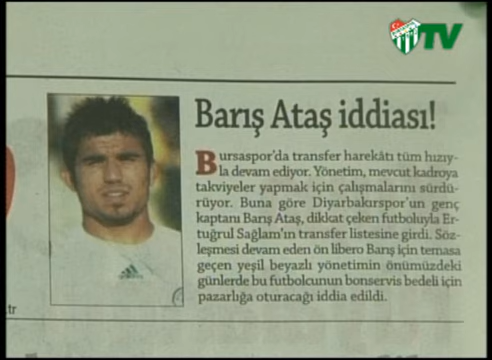 TV
Barış Ataş iddiası!
Bursaspor'da transfer harekâtı tüm hızıy-
la devam ediyor. Yönetim, mevcut kadroya
takviyeler yapmak için çalışmalarını sürdü-
rüyor. Buna göre Diyarbakırspor'un genç
kaptanı Barış Ataş, dikkat çeken futboluyla Er-
tuğrul Sağlam'ın transfer listesine girdi. Söz-
leşmesi devam eden ön libero Barış için temasa
geçen yeşil beyazlı yönetimin önümüzdeki
günlerde bu futbolcunun bonservis bedeli için
pazarlığa oturacağı iddia edildi.
.tr